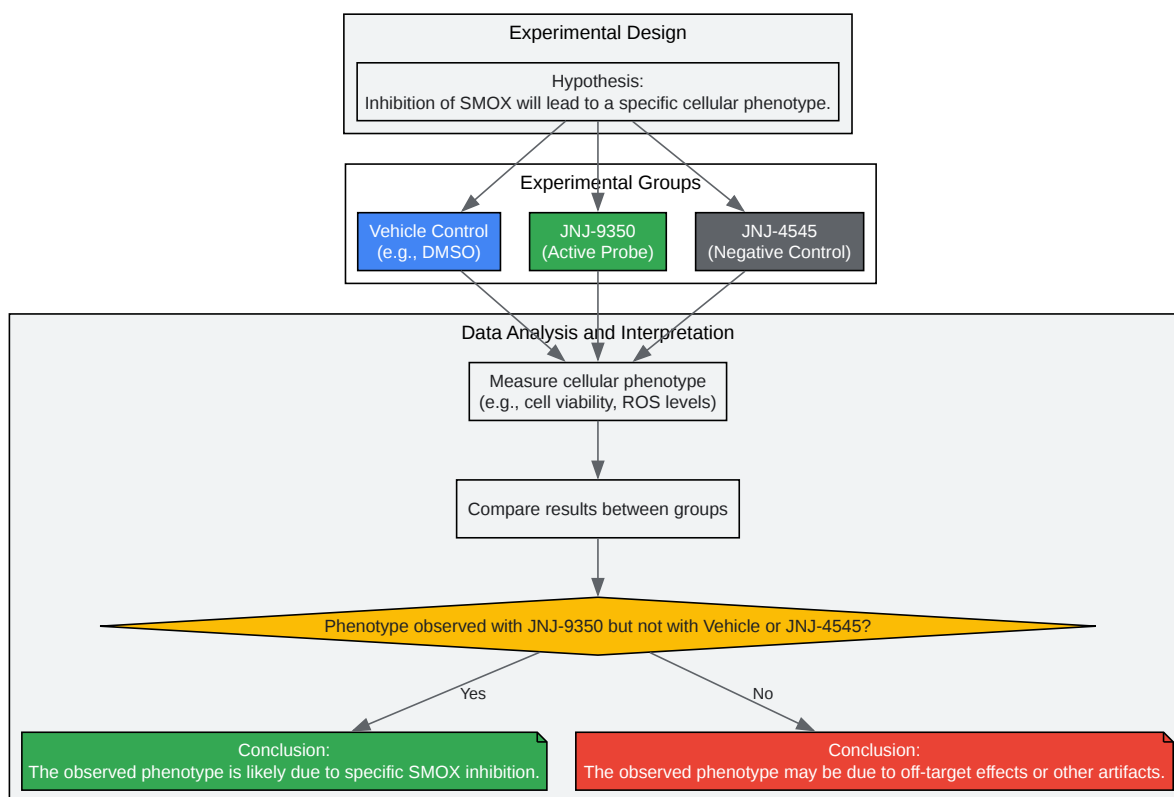 Experimental Design
Hypothesis:
Inhibition of SMOX will lead to a specific cellular phenotype.
Experimental Groups
Vehicle Control
(e.g., DMSO)
JNJ-9350
(Active Probe)
JNJ-4545
(Negative Control)
Data Analysis and Interpretation
Measure cellular phenotype
(e.g., cell viability, ROS levels)
Compare results between groups
Phenotype observed with JNJ-9350 but not with Vehicle or JNJ-4545?
Yes
No
Conclusion:
The observed phenotype is likely due to specific SMOX inhibition.
Conclusion:
The observed phenotype may be due to off-target effects or other artifacts.